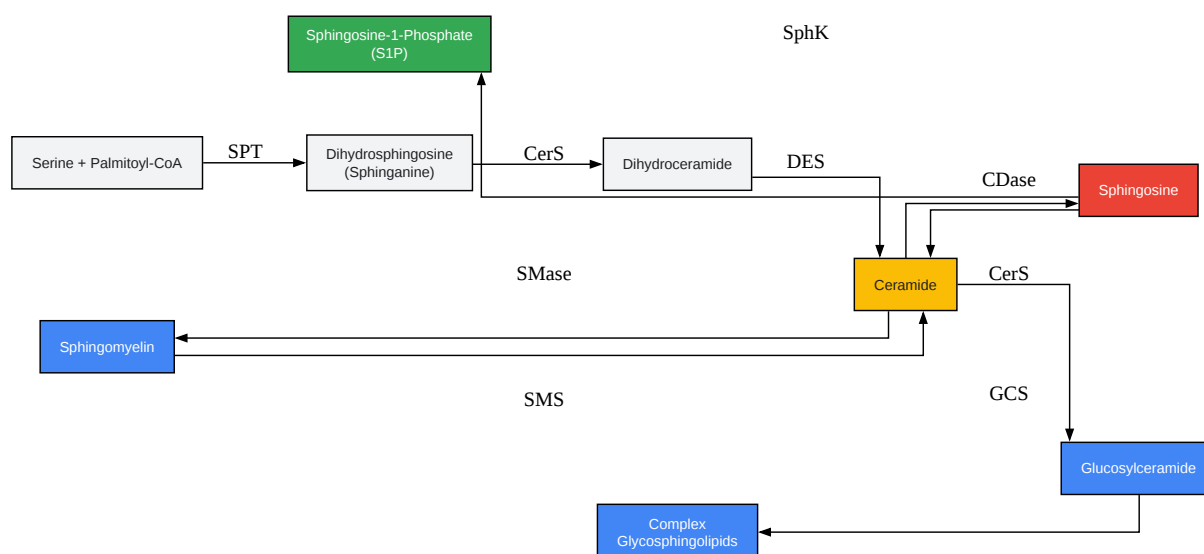 SphK
Sphingosine-1-Phosphate
(S1P)
Serine + Palmitoyl-CoA
SPT
Dihydrosphingosine
(Sphinganine)
CerS
Dihydroceramide
DES
CDase
Sphingosine
SMase
Ceramide
CerS
Sphingomyelin
SMS
GCS
Glucosylceramide
Complex
Glycosphingolipids